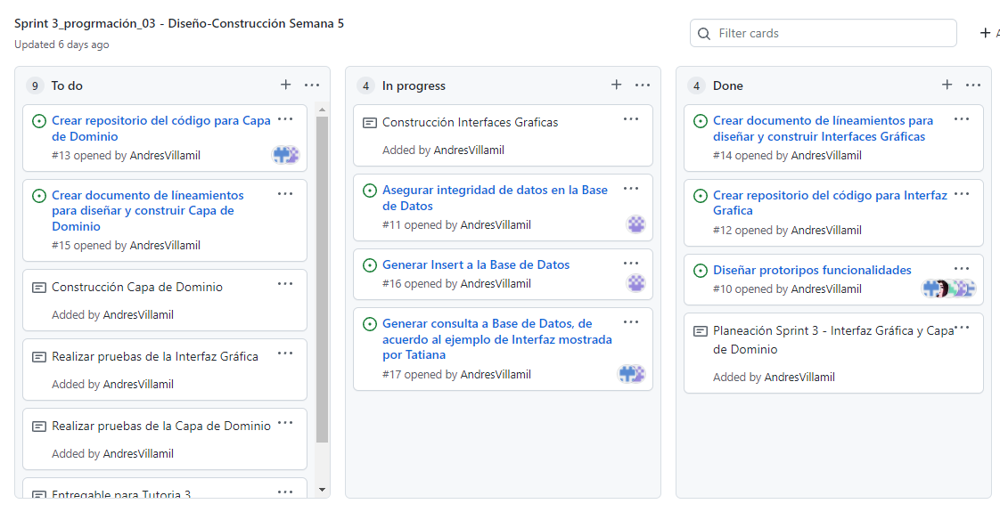 Sprint 3_progrmación_03 - Diseño-Construcción Semana 5
Updated 6 days ago
Filter cards
9 To do
Crear repositorio del código para Capa
de Dominio
#13 opened by AndresVillamil
Crear documento de líneamientos
para diseñar y construir Capa de
Dominio
#15 opened by AndresVillamil
Construcción Capa de Dominio
Added by AndresVillamil
Realizar pruebas de la Interfaz Gráfica
Added by AndresVillamil
Realizar pruebas de la Capa de Dominio
Added by AndresVillamil
Entregable para Tutoria 3
4 In progress
Construcción Interfaces Graficas
Added by AndresVillamil
Asegurar integridad de datos en la Base
de Datos
#11 opened by AndresVillamil
Generar Insert a la Base de Datos
#16 opened by AndresVillamil
Generar consulta a Base de Datos, de
acuerdo al ejemplo de Interfaz mostrada
por Tatiana
#17 opened by AndresVillamil
4 Done
Crear documento de líneamientos para
diseñar y construir Interfaces Gráficas
#14 opened by AndresVillamil
Crear repositorio del código para Interfaz
Grafica
#12 opened by AndresVillamil
Diseñar protoripos funcionalidades
#10 opened by AndresVillamil
Planeación Sprint 3 - Interfaz Gráfica y Capa
de Dominio
Added by AndresVillamil